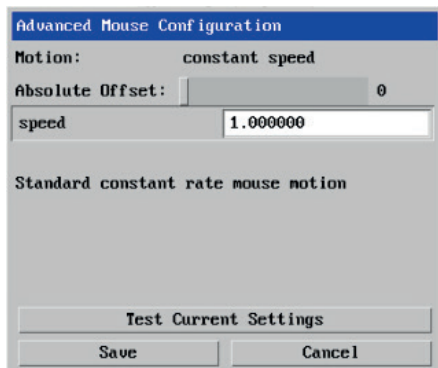 Advanced Mouse Configuration
Motion: constant speed
Absolute Offset: 0
speed 1.000000
Standard constant rate mouse motion
Test Current Settings
Save Cancel